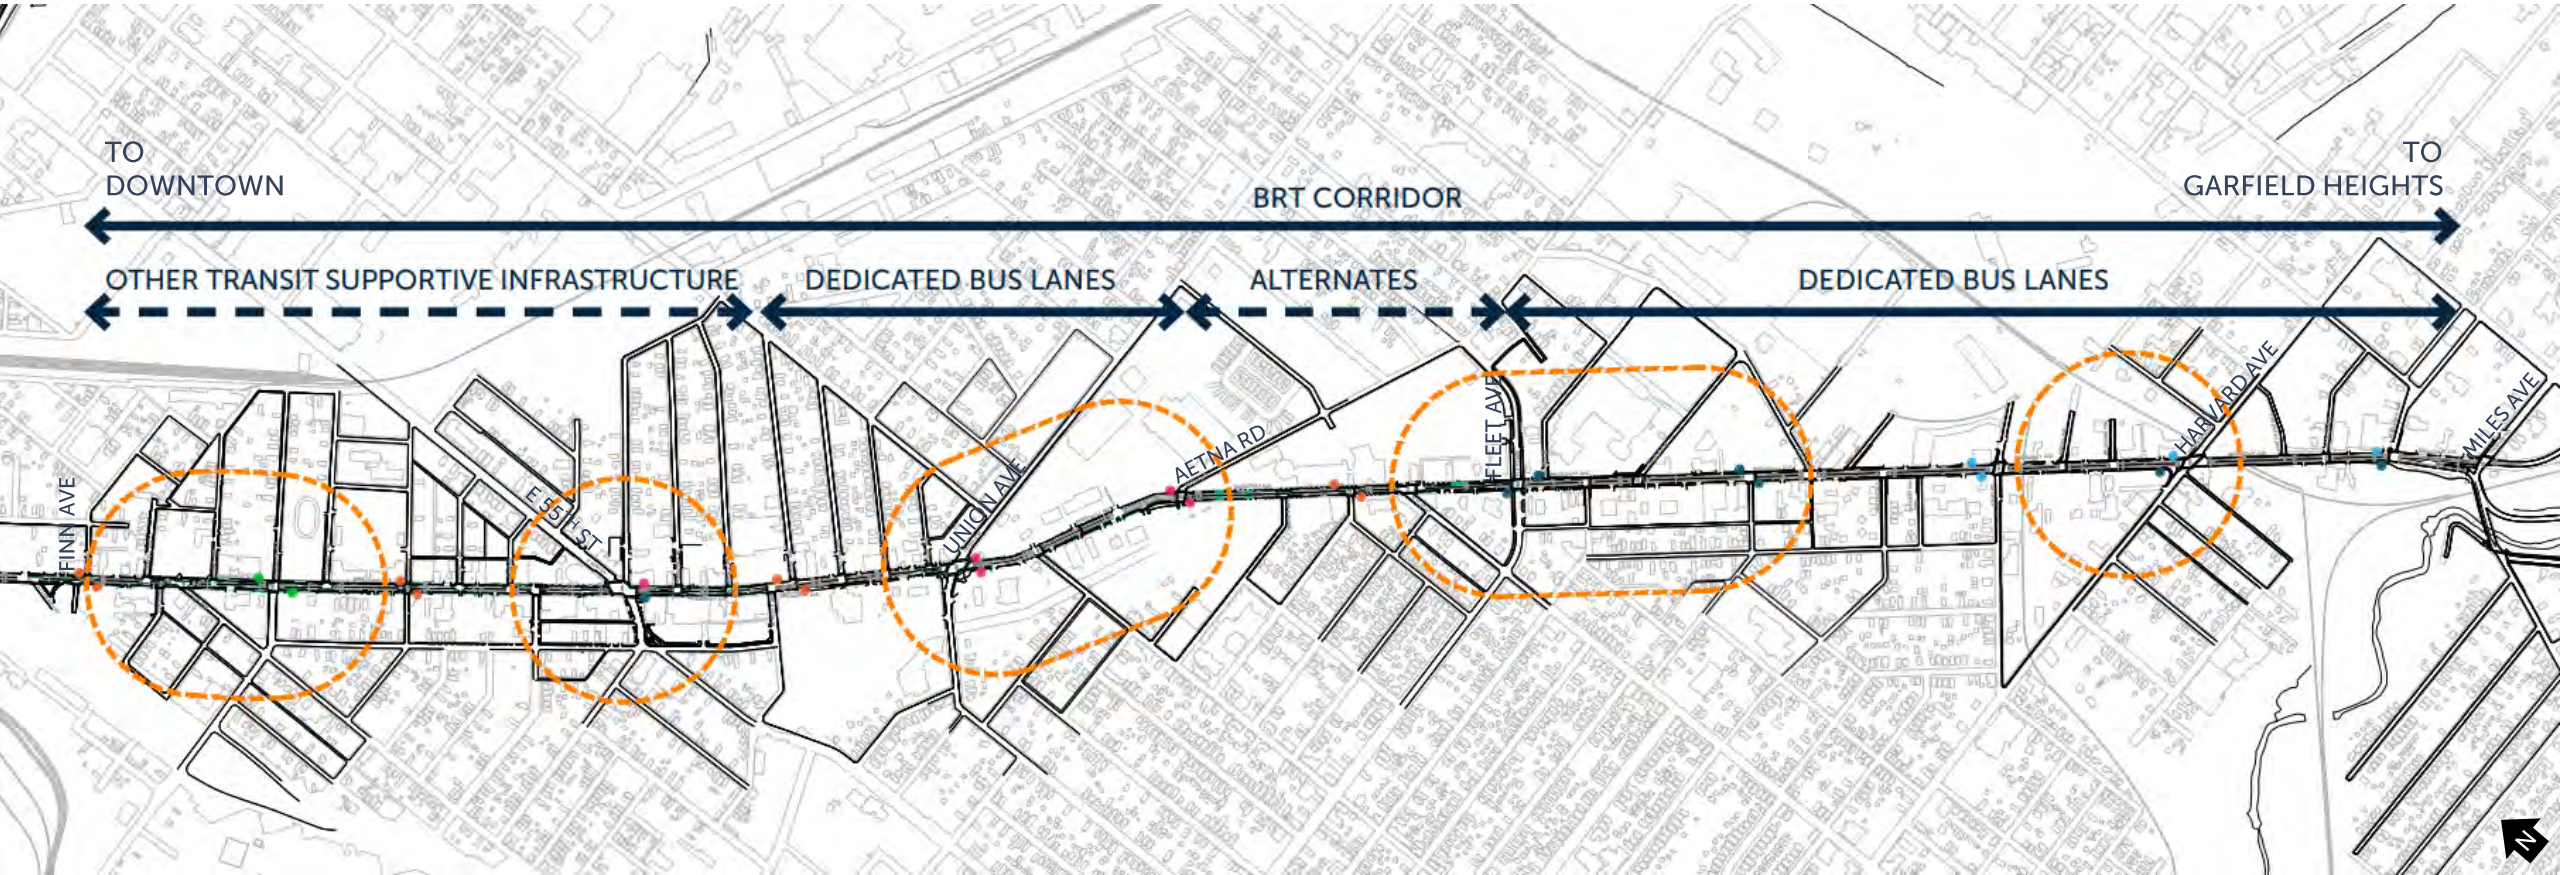 TO
DOWNTOWN
TO
GARFIELD HEIGHTS
BRT CORRIDOR
OTHER TRANSIT SUPPORTIVE INFRASTRUCTURE
DEDICATED BUS LANES
ALTERNATES
DEDICATED BUS LANES
FINN AVE
E 55TH ST
UNION AVE
AETNA RD
FLEET AVE
HARVARD AVE
MILES AVE
N